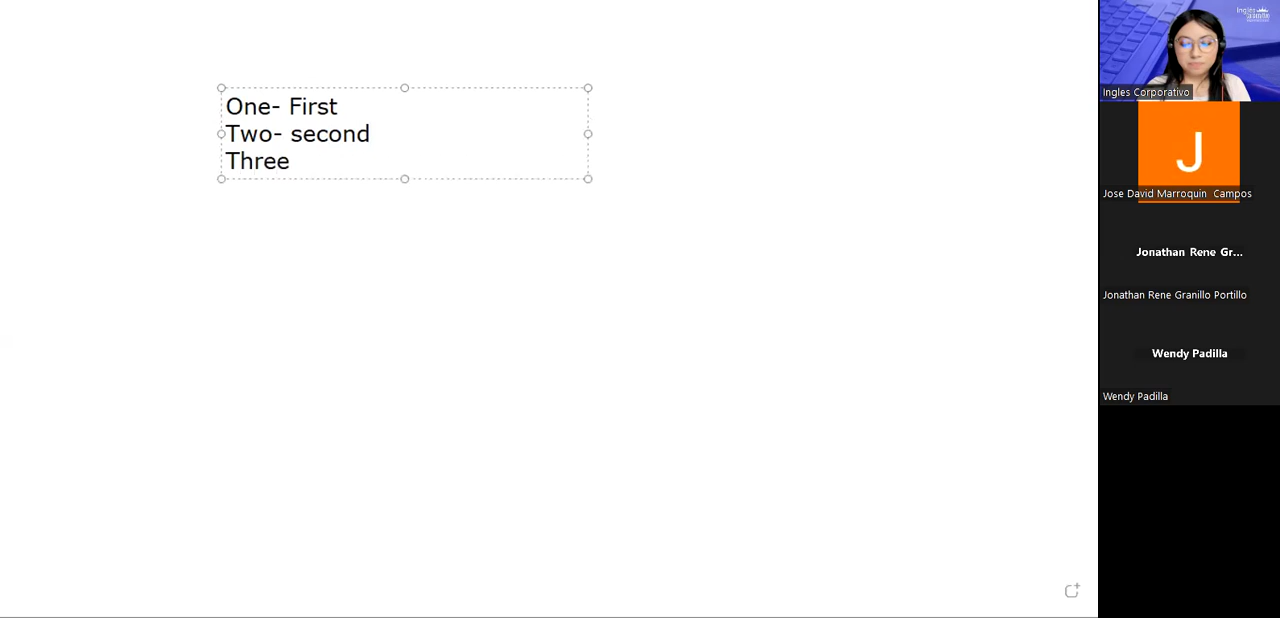 One- First
Two- second
Three
Ingles Corporativo
Jose David Marroquin Campos
Jonathan Rene Gr...
Jonathan Rene Granillo Portillo
Wendy Padilla
Wendy Padilla
J